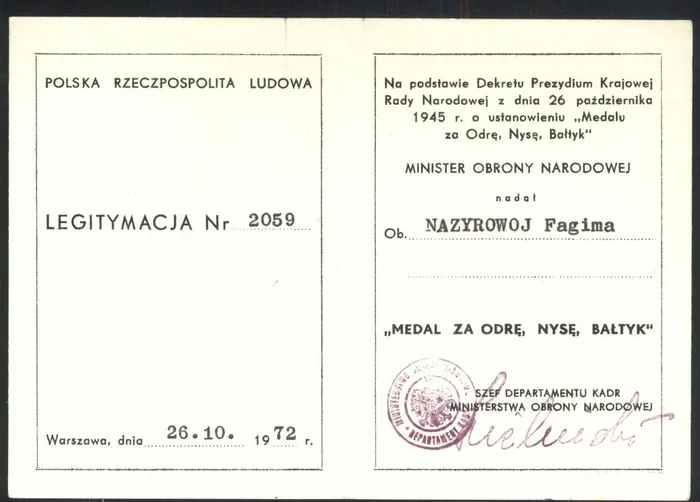 POLSKA RZECZPOSPOLITA LUDOWA
LEGITYMACJA Nr 2059
Warszawa, dnia 26.10. 1972 r.
Na podstawie Dekretu Prezydium Krajowej
Rady Narodowej z dnia 26 października
1945 r. o ustanowieniu „Medalu
za Odrę, Nysę, Bałtyk"
MINISTER OBRONY NARODOWEJ
nadał
Ob. NAZYROWOJ Fagima
„MEDAL ZA ODRĘ, NYSĘ, BAŁTYK"
SZEF DEPARTAMENTU KADR
MINISTERSTWA OBRONY NARODOWEJ